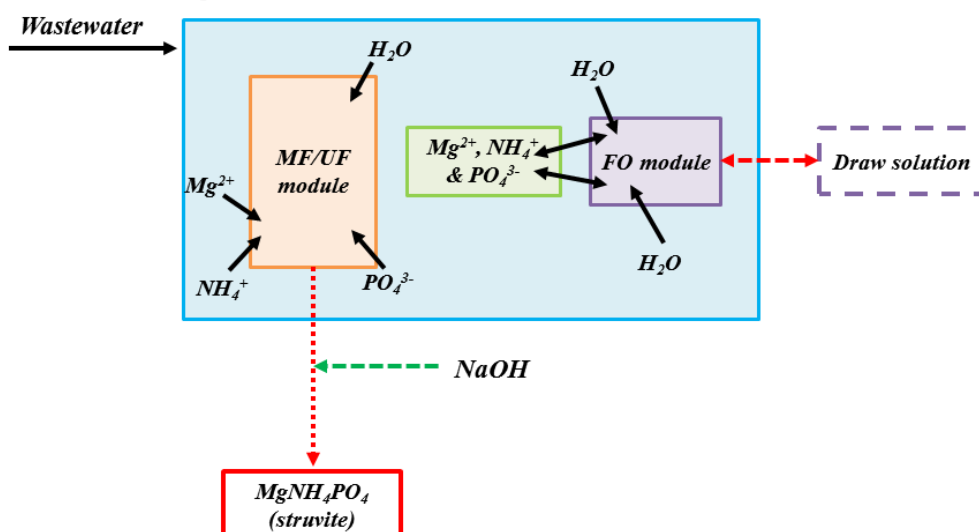 Wastewater
H₂O
MF/UF
module
Mg²⁺
NH₄⁺
PO₄³⁻
Mg²⁺, NH₄⁺
& PO₄³⁻
H₂O
FO module
H₂O
Draw solution
NaOH
MgNH₄PO₄
(struvite)